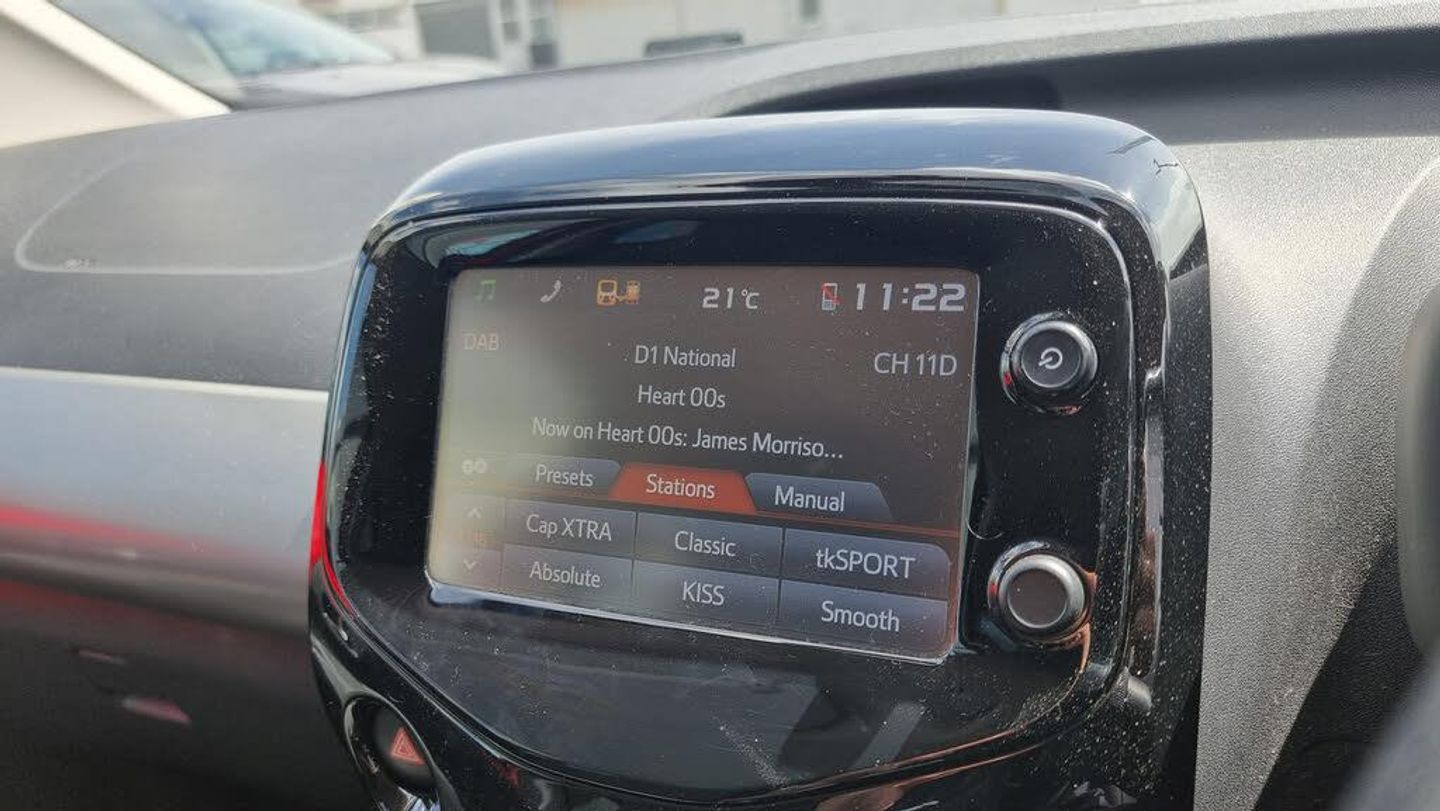 21°C 11:22
DAB D1 National CH 11D
Heart 00s
Now on Heart 00s: James Morriso...
Presets Stations Manual
Cap XTRA Classic tkSPORT
Absolute KISS Smooth